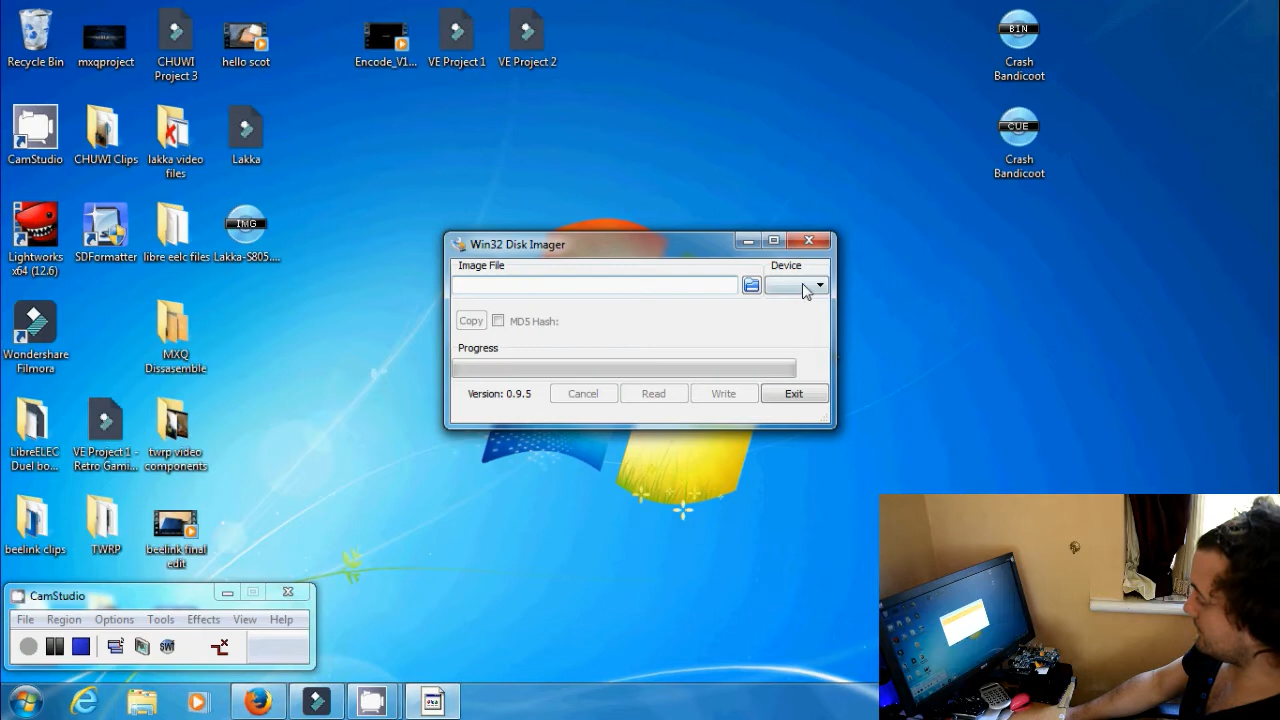 Recycle Bin
mxqproject
CHUWI
Project 3
hello scot
Encode_V1...
VE Project 1
VE Project 2
BIN
Crash
Bandicoot
CamStudio
CHUWI Clips
lakka video
files
Lakka
CUE
Crash
Bandicoot
Lightworks
x64 (12.6)
SDFormatter
libre eelc files
IMG
Lakka-S805....
Win32 Disk Imager
Image File
Device
Copy
MD5 Hash:
Progress
Version: 0.9.5
Cancel
Read
Write
Exit
Wondershare
Filmora
MXQ
Dissasemble
LibreELEC
Duel bo...
VE Project 1 -
Retro Gami...
twrp video
components
beelink clips
TWRP
beelink final
edit
CamStudio
File
Region
Options
Tools
Effects
View
Help
SWF